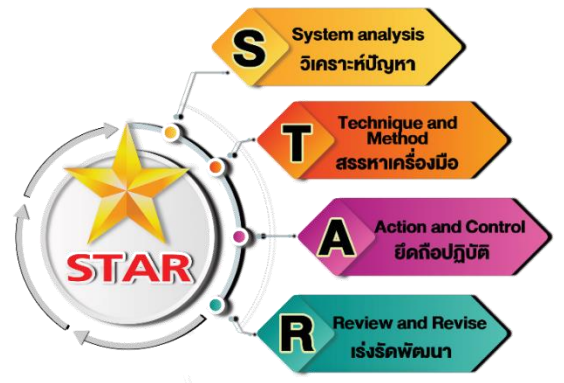 STAR
S
System analysis
วิเคราะห์ปัญหา
T
Technique and
Method
สรรหาเครื่องมือ
A
Action and Control
ยึดถือปฏิบัติ
R
Review and Revise
เร่งรัดพัฒนา